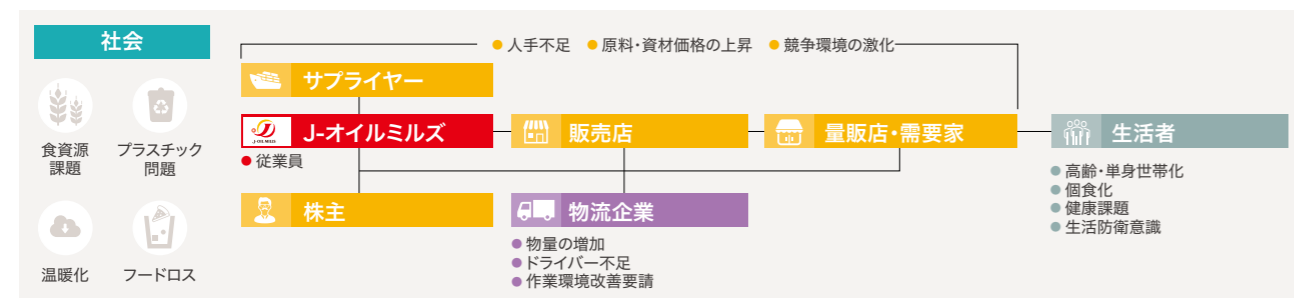 社会
食資源
課題
プラスチック
問題
温暖化
フードロス
●人手不足 ●原料・資材価格の上昇 ●競争環境の激化
サプライヤー
J-OIL MILLS
J-オイルミルズ
●従業員
販売店
量販店・需要家
生活者
●高齢・単身世帯化
●個食化
●健康課題
●生活防衛意識
株主
物流企業
●物量の増加
●ドライバー不足
●作業環境改善要請